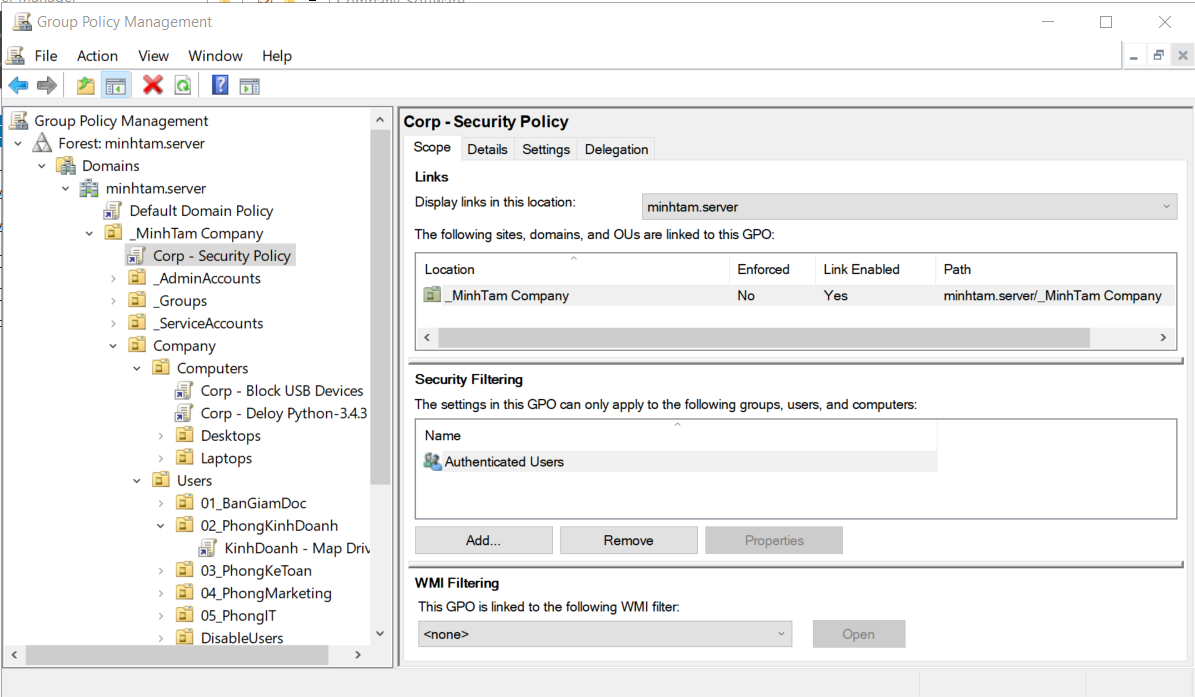 Group Policy Management
File Action View Window Help
Group Policy Management
Forest: minhtam.server
Domains
minhtam.server
Default Domain Policy
_MinhTam Company
Corp - Security Policy
_AdminAccounts
_Groups
_ServiceAccounts
Company
Computers
Corp - Block USB Devices
Corp - Deloy Python-3.4.3
Desktops
Laptops
Users
01_BanGiamDoc
02_PhongKinhDoanh
KinhDoanh - Map Driv
03_PhongKeToan
04_PhongMarketing
05_PhongIT
DisableUsers
Corp - Security Policy
Scope Details Settings Delegation
Links
Display links in this location: minhtam.server
The following sites, domains, and OUs are linked to this GPO:
Location Enforced Link Enabled Path
_MinhTam Company No Yes minhtam.server/_MinhTam Company
Security Filtering
The settings in this GPO can only apply to the following groups, users, and computers:
Name
Authenticated Users
Add... Remove Properties
WMI Filtering
This GPO is linked to the following WMI filter:
<none> Open